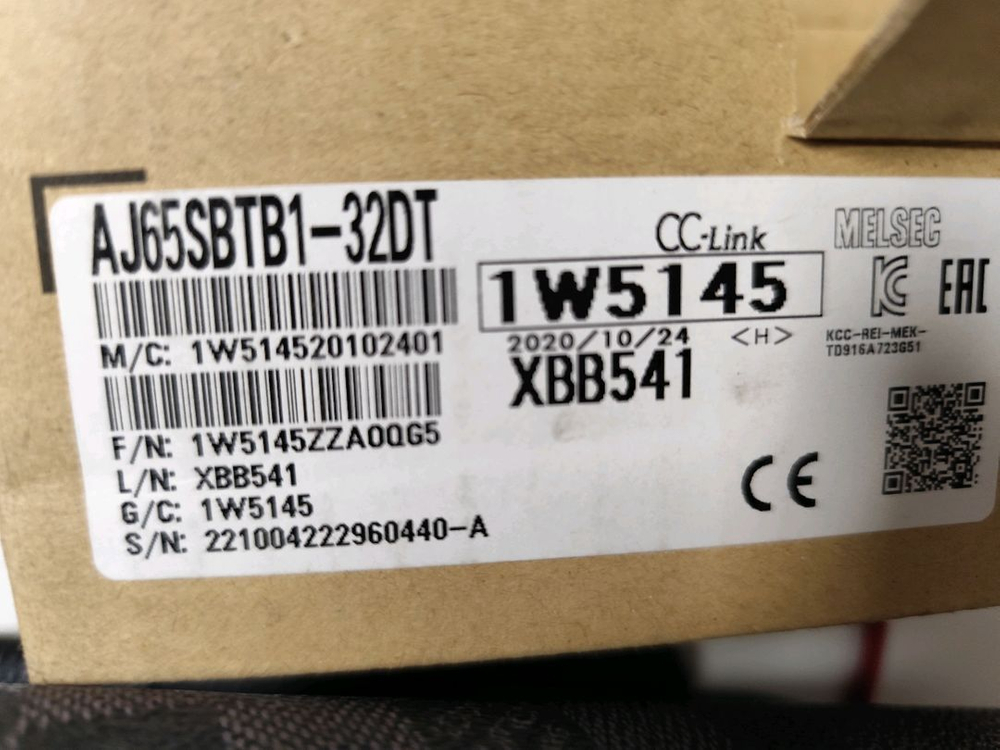 AJ65SBTB1-32DT
CC-Link
MELSEC
1W5145
EAC
M/C: 1W514520102401
2020/10/24 <H>
KCC-REI-MEK-
TD916A723G51
XBB541
F/N: 1W5145ZZA0QG5
L/N: XBB541
G/C: 1W5145
S/N: 221004222960440-A
CE